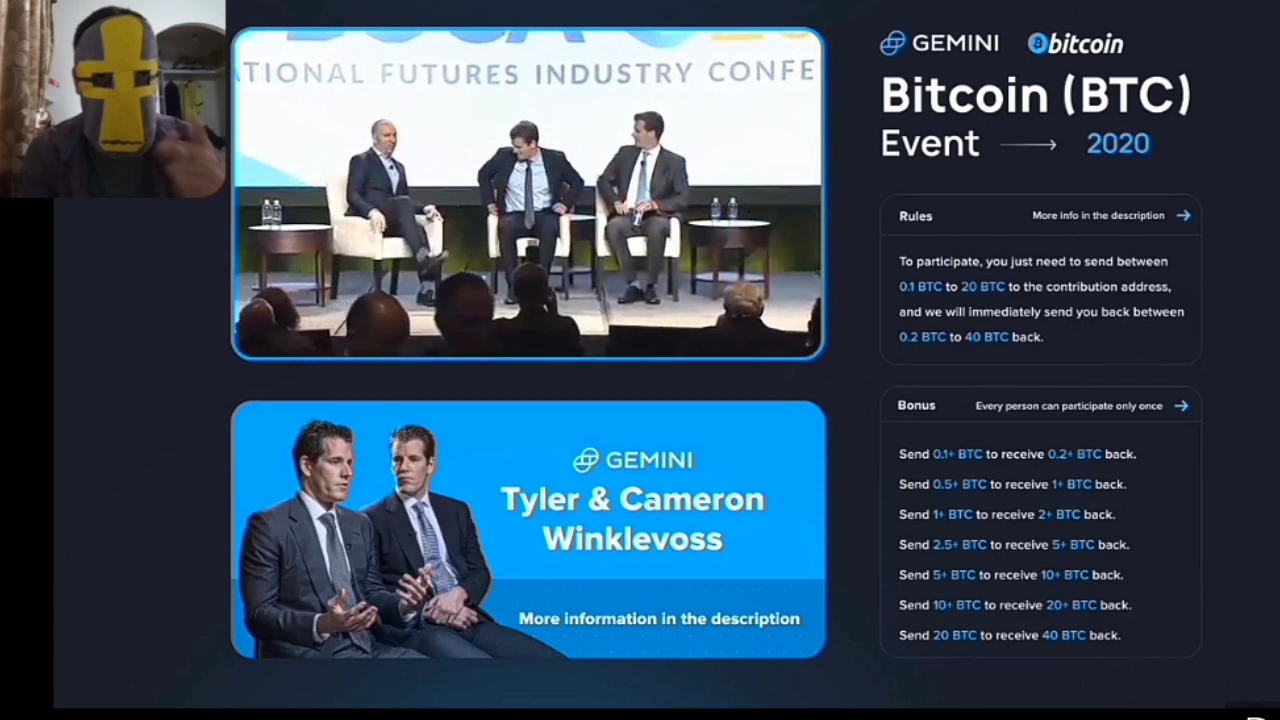 TIONAL FUTURES INDUSTRY CONFE
GEMINI
bitcoin
Bitcoin (BTC)
Event
2020
Rules
More info in the description
To participate, you just need to send between
0.1 BTC to 20 BTC to the contribution address,
and we will immediately send you back between
0.2 BTC to 40 BTC back.
Bonus
Every person can participate only once
Send 0.1+ BTC to receive 0.2+ BTC back.
Send 0.5+ BTC to receive 1+ BTC back.
Send 1+ BTC to receive 2+ BTC back.
Send 2.5+ BTC to receive 5+ BTC back.
Send 5+ BTC to receive 10+ BTC back.
Send 10+ BTC to receive 20+ BTC back.
Send 20 BTC to receive 40 BTC back.
GEMINI
Tyler & Cameron
Winklevoss
More information in the description